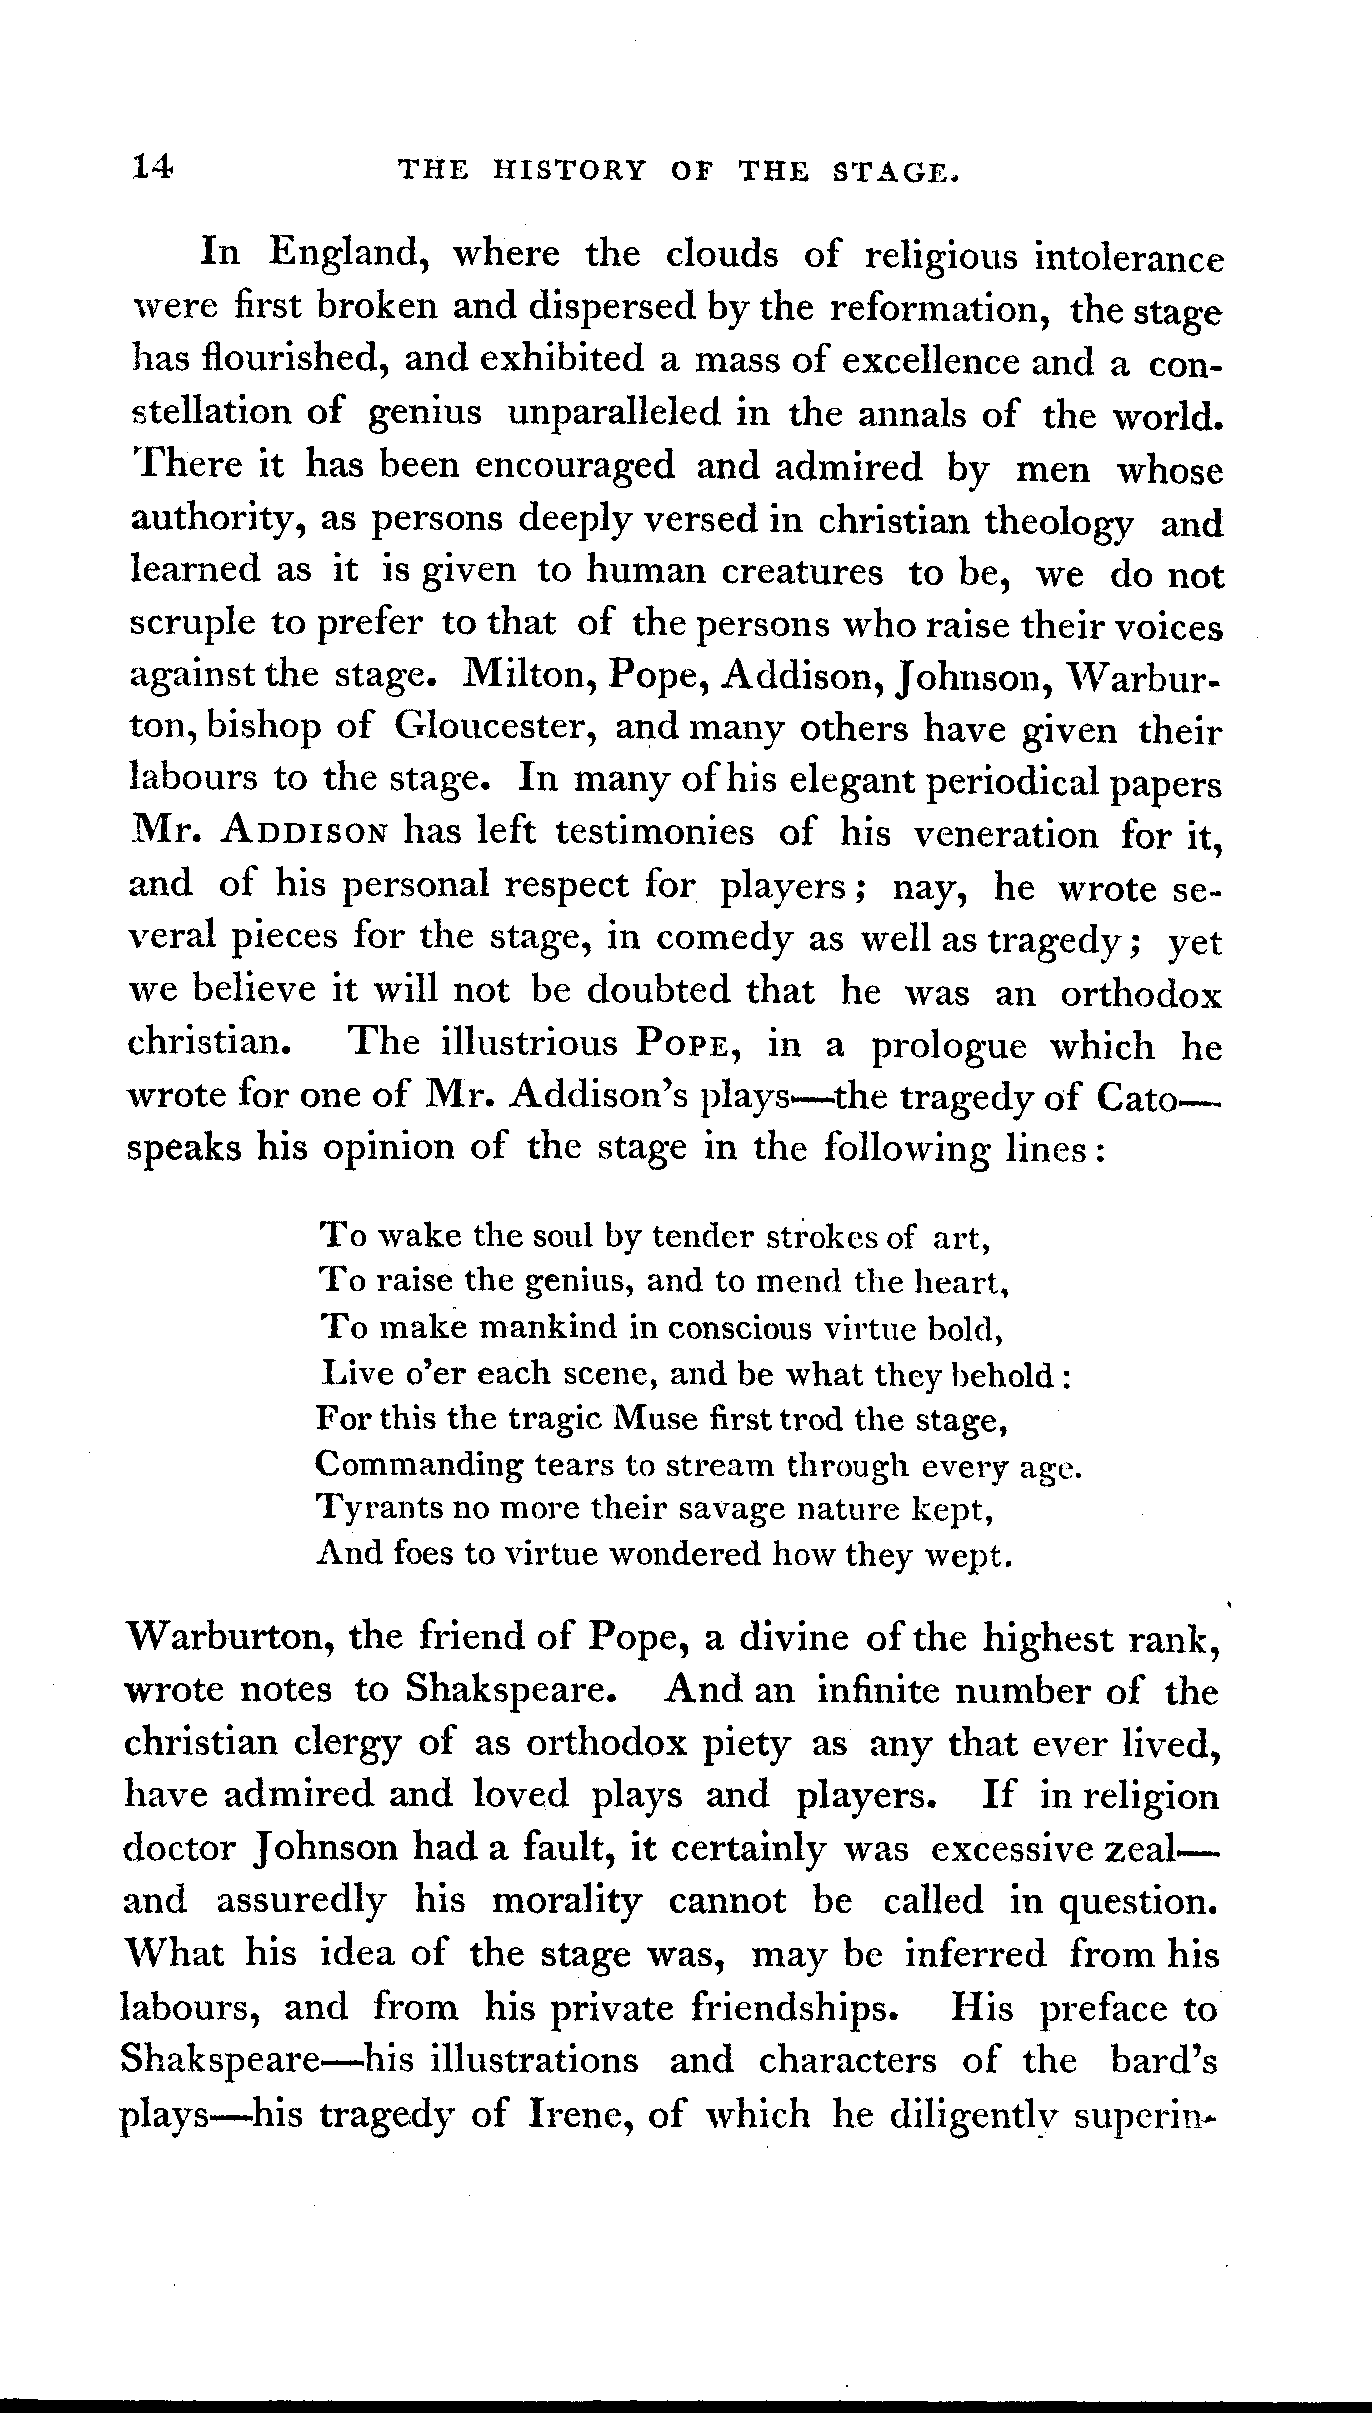 14 THE HISTORY OF THE STAGE.
In England, where the clouds of religious intolerance
were first broken and dispersed by the reformation, the stage
has flourished, and exhibited a mass of excellence and a con-
stellation of genius unparalleled in the annals of the world.
There it has been encouraged and admired by men whose
authority, as persons deeply versed in christian theology and
learned as it is given to human creatures to be, we do not
scruple to prefer to that of the persons who raise their voices
against the stage. Milton, Pope, Addison, Johnson, Warbur-
ton, bishop of Gloucester, and many others have given their
labours to the stage. In many of his elegant periodical papers
Mr. ADDISON has left testimonies of his veneration for it,
and of his personal respect for players; nay, he wrote se-
veral pieces for the stage, in comedy as well as tragedy; yet
we believe it will not be doubted that he was an orthodox
christian. The illustrious POPE, in a prologue which he
wrote for one of Mr. Addison's plays—the tragedy of Cato—
speaks his opinion of the stage in the following lines:
To wake the soul by tender strokes of art,
To raise the genius, and to mend the heart,
To make mankind in conscious virtue bold,
Live o'er each scene, and be what they behold:
For this the tragic Muse first trod the stage,
Commanding tears to stream through every age.
Tyrants no more their savage nature kept,
And foes to virtue wondered how they wept.
Warburton, the friend of Pope, a divine of the highest rank,
wrote notes to Shakspeare. And an infinite number of the
christian clergy of as orthodox piety as any that ever lived,
have admired and loved plays and players. If in religion
doctor Johnson had a fault, it certainly was excessive zeal—
and assuredly his morality cannot be called in question.
What his idea of the stage was, may be inferred from his
labours, and from his private friendships. His preface to
Shakspeare—his illustrations and characters of the bard's
plays—his tragedy of Irene, of which he diligently superin-